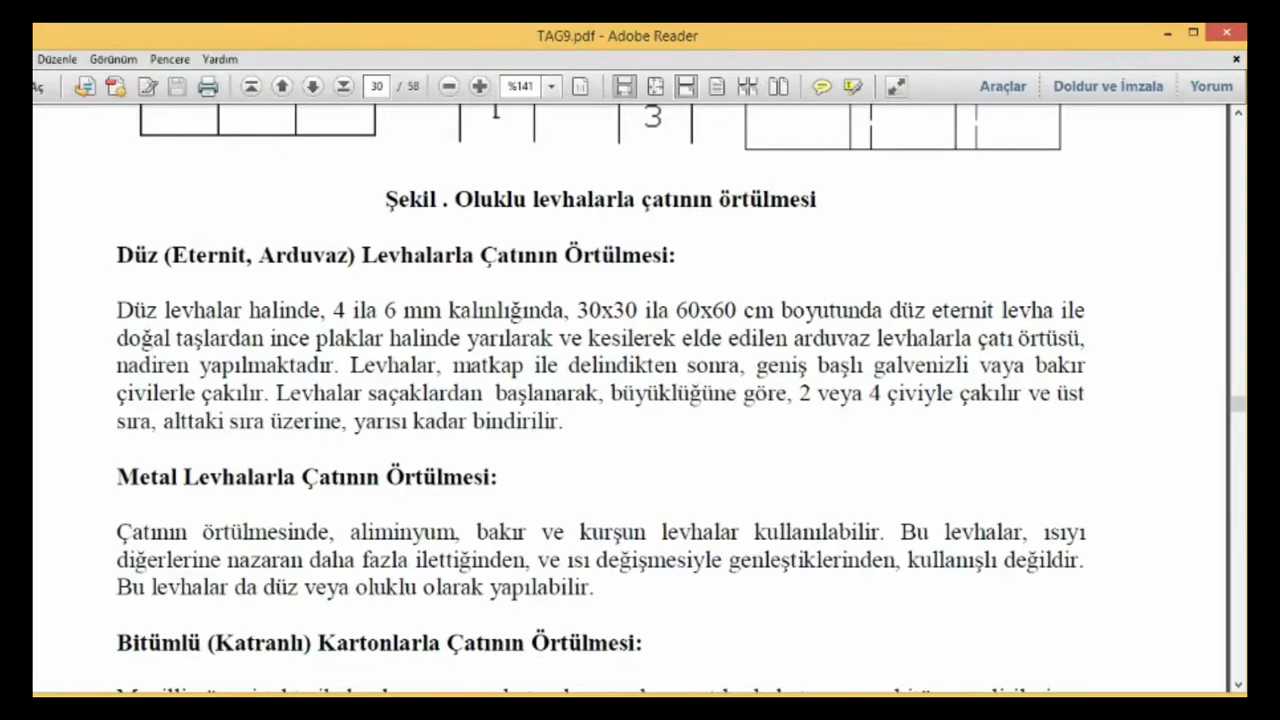 TAG9.pdf - Adobe Reader
Düzenle Görünüm Pencere Yardım
Aç 30 / 58 %141 Araçlar Doldur ve İmzala Yorum
1 3
Şekil . Oluklu levhalarla çatının örtülmesi
Düz (Eternit, Arduvaz) Levhalarla Çatının Örtülmesi:
Düz levhalar halinde, 4 ila 6 mm kalınlığında, 30x30 ila 60x60 cm boyutunda düz eternit levha ile
doğal taşlardan ince plaklar halinde yarılarak ve kesilerek elde edilen arduvaz levhalarla çatı örtüsü,
nadiren yapılmaktadır. Levhalar, matkap ile delindikten sonra, geniş başlı galvenizli vaya bakır
çivilerle çakılır. Levhalar saçaklardan başlanarak, büyüklüğüne göre, 2 veya 4 çiviyle çakılır ve üst
sıra, alttaki sıra üzerine, yarısı kadar bindirilir.
Metal Levhalarla Çatının Örtülmesi:
Çatının örtülmesinde, aliminyum, bakır ve kurşun levhalar kullanılabilir. Bu levhalar, ısıyı
diğerlerine nazaran daha fazla ilettiğinden, ve ısı değişmesiyle genleştiklerinden, kullanışlı değildir.
Bu levhalar da düz veya oluklu olarak yapılabilir.
Bitümlü (Katranlı) Kartonlarla Çatının Örtülmesi: